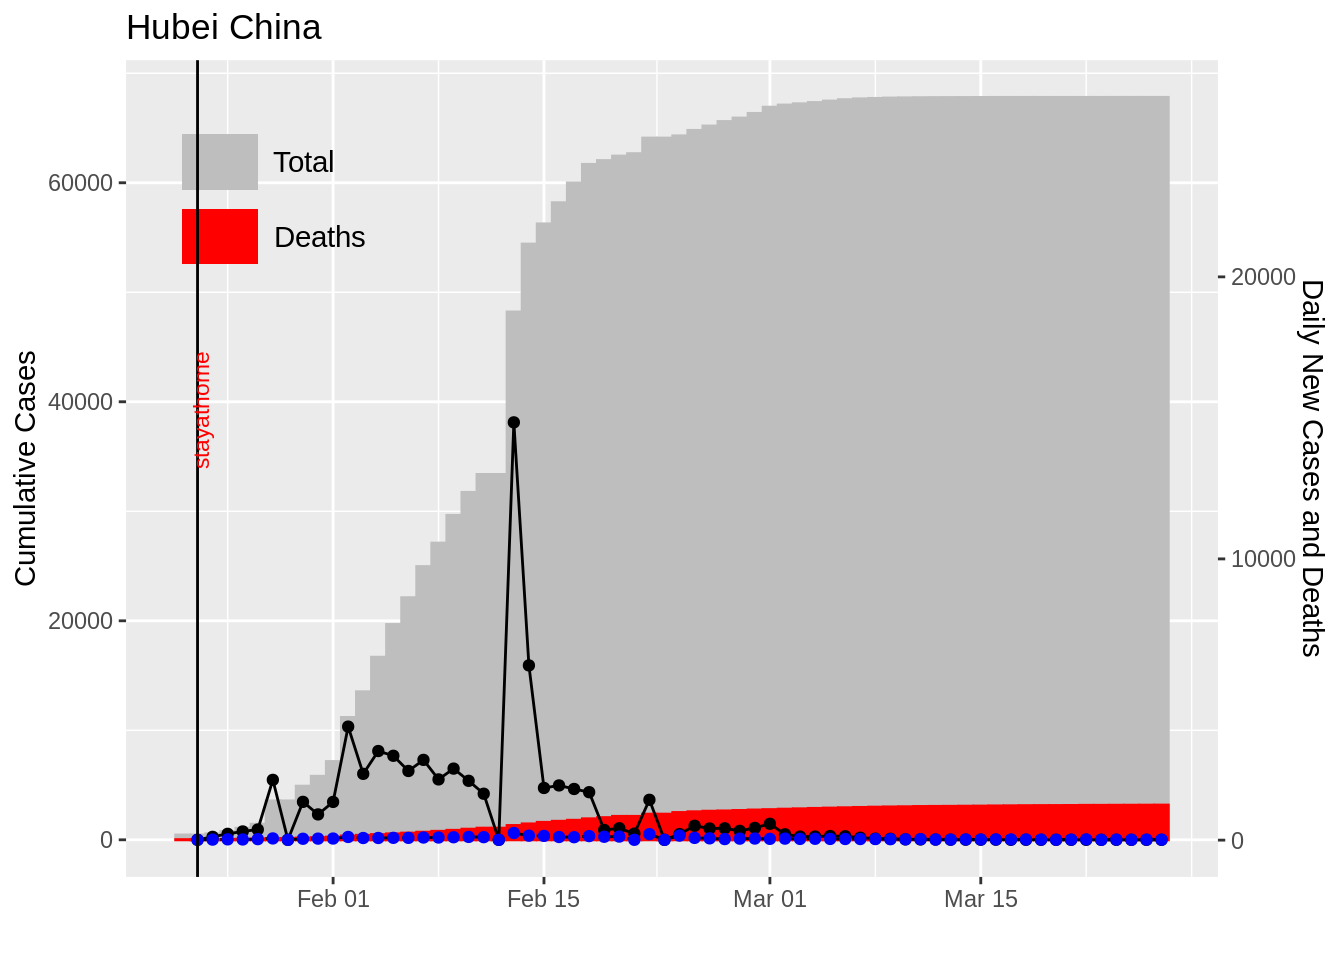 Hubei China
Total
Deaths
stayathome
Cumulative Cases
60000
40000
20000
0
20000
10000
0
Daily New Cases and Deaths
Feb 01
Feb 15
Mar 01
Mar 15